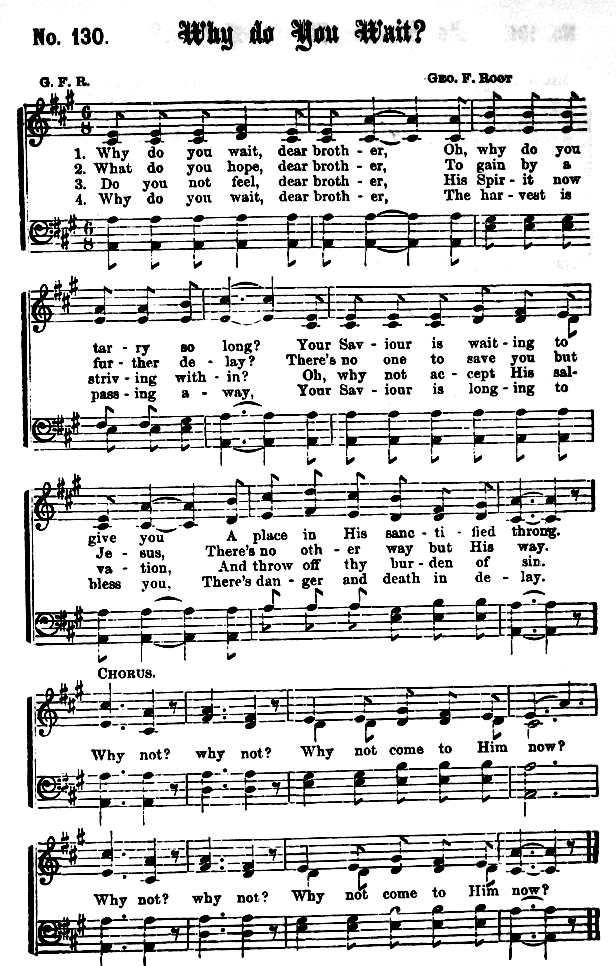 No. 130. Why do You Wait?
G. F. R. GEO. F. ROOT
1. Why do you wait, dear broth - er, Oh, why do you
2. What do you hope, dear broth - er, To gain by a
3. Do you not feel, dear broth - er, His Spir - it now
4. Why do you wait, dear broth - er, The har - vest is
tar - ry so long? Your Sav - iour is wait - ing to
fur - ther de - lay? There's no one to save you but
striv - ing with - in? Oh, why not ac - cept His sal-
pass - ing a - way, Your Sav - iour is long - ing to
give you A place in His sanc - ti - fied throng.
Je - sus, There's no oth - er way but His way.
va - tion, And throw off thy bur - den of sin.
bless you, There's dan - ger and death in de - lay.
CHORUS.
Why not? why not? Why not come to Him now?
Why not? why not? Why not come to Him now?